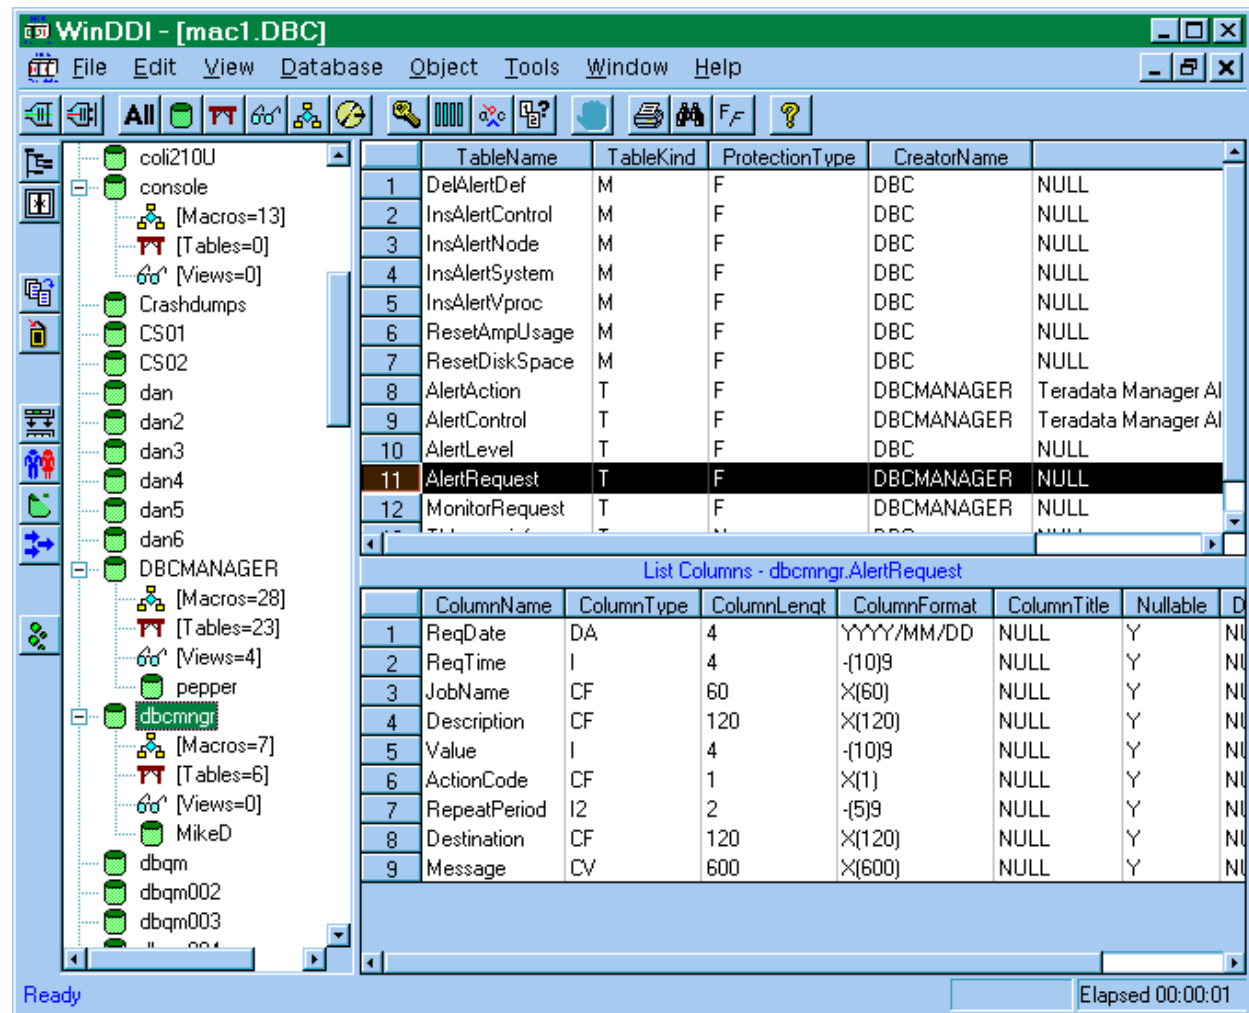 WinDDI - [mac1.DBC]
File Edit View Database Object Tools Window Help
All F F ?
coli210U
console
[Macros=13]
[Tables=0]
[Views=0]
Crashdumps
CS01
CS02
dan
dan2
dan3
dan4
dan5
dan6
DBCMANAGER
[Macros=28]
[Tables=23]
[Views=4]
pepper
dbcmngr
[Macros=7]
[Tables=6]
[Views=0]
MikeD
dbqm
dbqm002
dbqm003
TableName TableKind ProtectionType CreatorName
1 DelAlertDef M F DBC NULL
2 InsAlertControl M F DBC NULL
3 InsAlertNode M F DBC NULL
4 InsAlertSystem M F DBC NULL
5 InsAlertVproc M F DBC NULL
6 ResetAmpUsage M F DBC NULL
7 ResetDiskSpace M F DBC NULL
8 AlertAction T F DBCMANAGER Teradata Manager Al
9 AlertControl T F DBCMANAGER Teradata Manager Al
10 AlertLevel T F DBC NULL
11 AlertRequest T F DBCMANAGER NULL
12 MonitorRequest T F DBCMANAGER NULL
List Columns - dbcmngr.AlertRequest
ColumnName ColumnType ColumnLengt ColumnFormat ColumnTitle Nullable D
1 ReqDate DA 4 YYYY/MM/DD NULL Y NU
2 ReqTime I 4 -(10)9 NULL Y NU
3 JobName CF 60 X(60) NULL Y NU
4 Description CF 120 X(120) NULL Y NU
5 Value I 4 -(10)9 NULL Y NU
6 ActionCode CF 1 X(1) NULL Y NU
7 RepeatPeriod I2 2 -(5)9 NULL Y NU
8 Destination CF 120 X(120) NULL Y NU
9 Message CV 600 X(600) NULL Y NU
Ready Elapsed 00:00:01